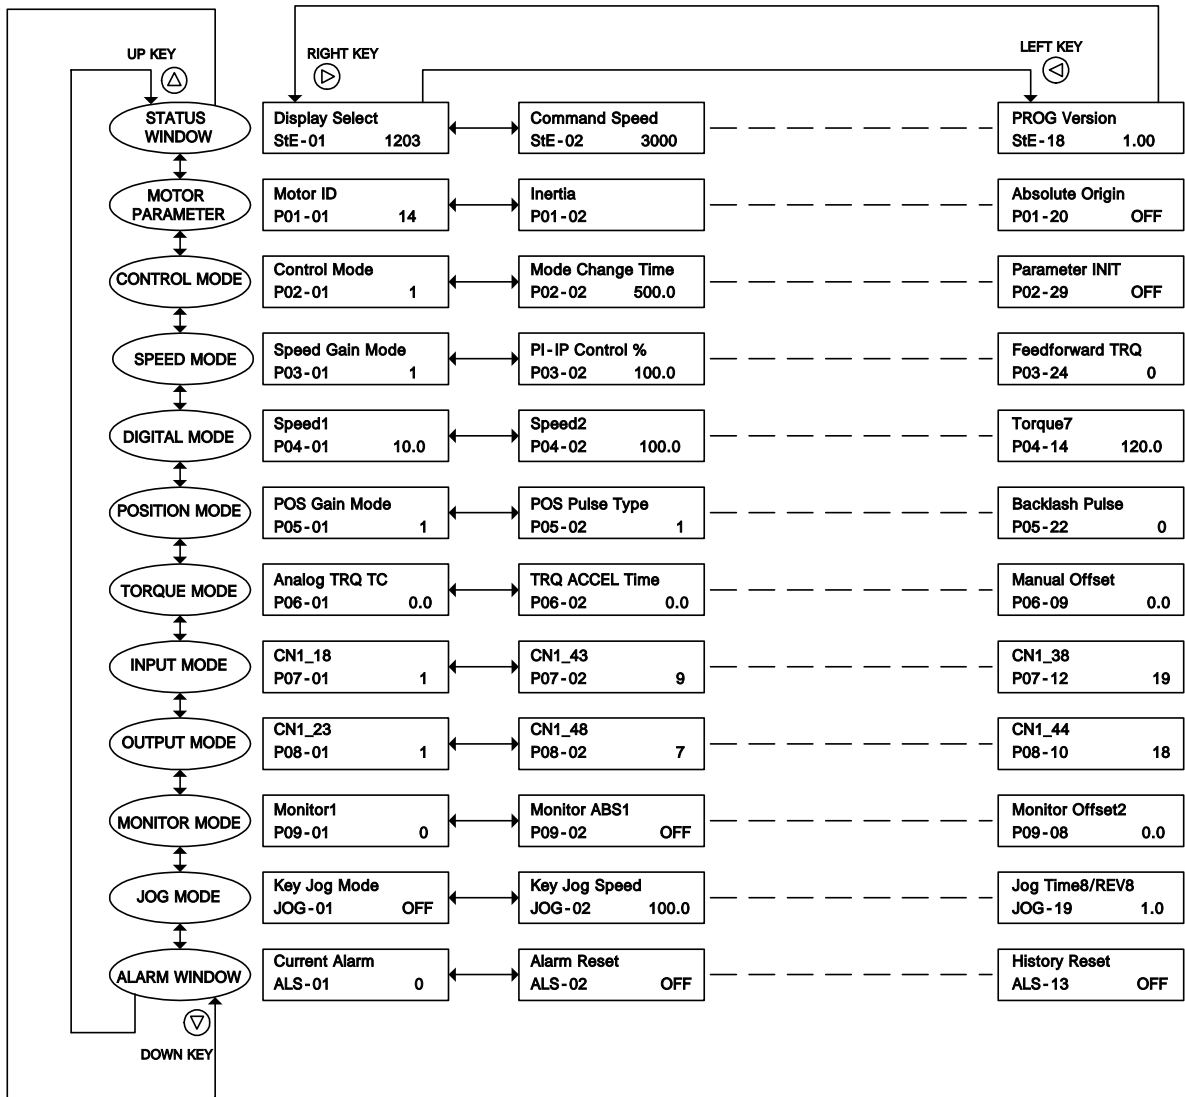 UP KEY
RIGHT KEY
LEFT KEY
STATUS
WINDOW
Display Select
StE-01 1203
Command Speed
StE-02 3000
PROG Version
StE-18 1.00
MOTOR
PARAMETER
Motor ID
P01-01 14
Inertia
P01-02
Absolute Origin
P01-20 OFF
CONTROL MODE
Control Mode
P02-01 1
Mode Change Time
P02-02 500.0
Parameter INIT
P02-29 OFF
SPEED MODE
Speed Gain Mode
P03-01 1
PI-IP Control %
P03-02 100.0
Feedforward TRQ
P03-24 0
DIGITAL MODE
Speed1
P04-01 10.0
Speed2
P04-02 100.0
Torque7
P04-14 120.0
POSITION MODE
POS Gain Mode
P05-01 1
POS Pulse Type
P05-02 1
Backlash Pulse
P05-22 0
TORQUE MODE
Analog TRQ TC
P06-01 0.0
TRQ ACCEL Time
P06-02 0.0
Manual Offset
P06-09 0.0
INPUT MODE
CN1_18
P07-01 1
CN1_43
P07-02 9
CN1_38
P07-12 19
OUTPUT MODE
CN1_23
P08-01 1
CN1_48
P08-02 7
CN1_44
P08-10 18
MONITOR MODE
Monitor1
P09-01 0
Monitor ABS1
P09-02 OFF
Monitor Offset2
P09-08 0.0
JOG MODE
Key Jog Mode
JOG-01 OFF
Key Jog Speed
JOG-02 100.0
Jog Time8/REV8
JOG-19 1.0
ALARM WINDOW
Current Alarm
ALS-01 0
Alarm Reset
ALS-02 OFF
History Reset
ALS-13 OFF
DOWN KEY